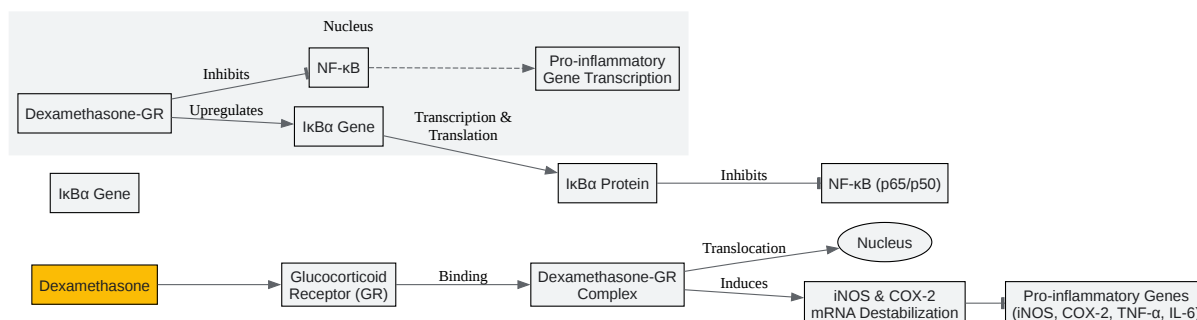 Nucleus
NF-κB
Pro-inflammatory
Gene Transcription
Inhibits
Dexamethasone-GR
Upregulates
IκBα Gene
Transcription &
Translation
IκBα Gene
IκBα Protein
Inhibits
NF-κB (p65/p50)
Dexamethasone
Glucocorticoid
Receptor (GR)
Binding
Dexamethasone-GR
Complex
Translocation
Nucleus
Induces
iNOS & COX-2
mRNA Destabilization
Pro-inflammatory Genes
(iNOS, COX-2, TNF-α, IL-6)